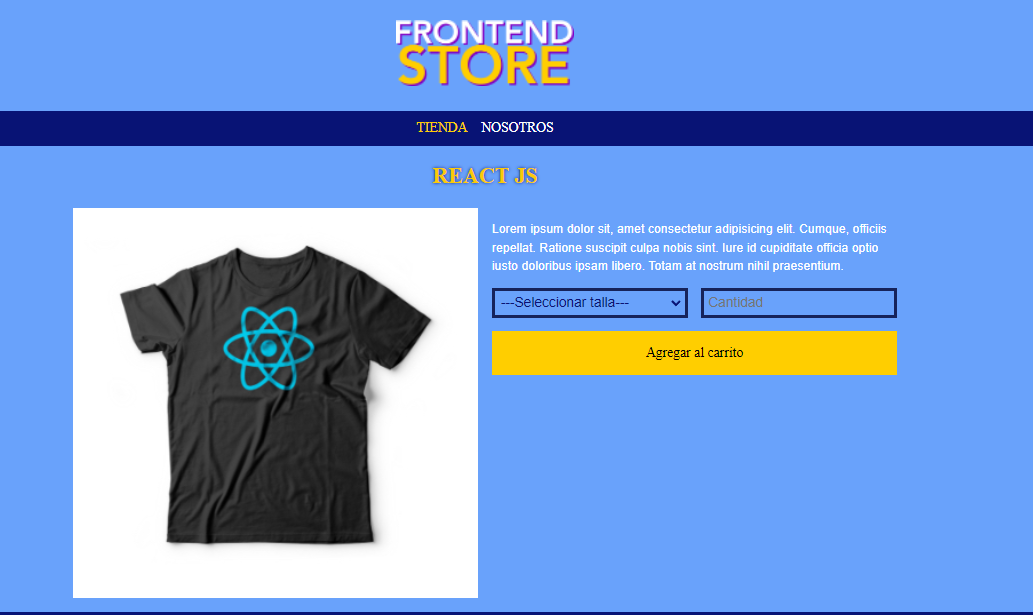 FRONTEND
STORE
TIENDA NOSOTROS
REACT JS
Lorem ipsum dolor sit, amet consectetur adipisicing elit. Cumque, officiis
repellat. Ratione suscipit culpa nobis sint. Iure id cupiditate officia optio
iusto doloribus ipsam libero. Totam at nostrum nihil praesentium.
---Seleccionar talla--- Cantidad
Agregar al carrito